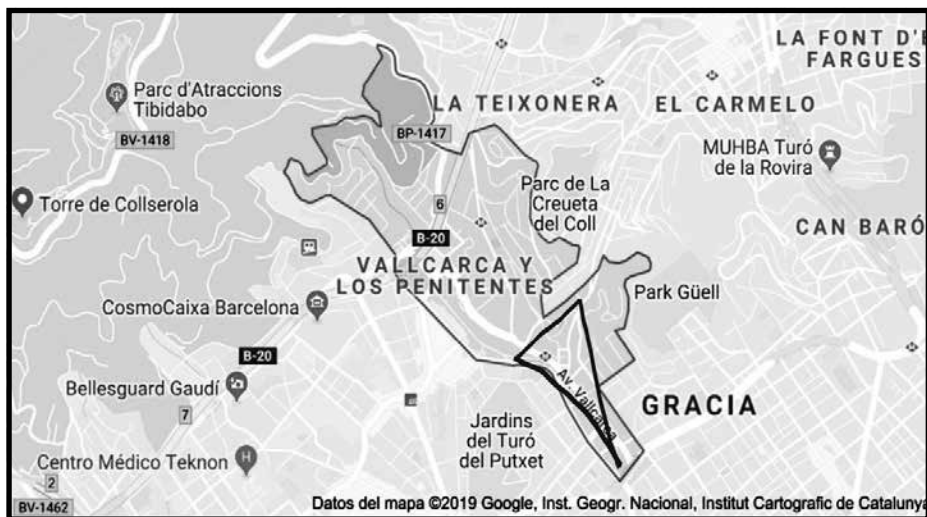 LA FONT D'
FARGUES
Parc d'Atraccions
Tibidabo
LA TEIXONERA
EL CARMELO
BP-1417
BV-1418
MUHBA Turó
de la Rovira
Parc de La
Creueta
del Coll
Torre de Collserola
6
B-20
CAN BARÓ
VALLCARCA Y
LOS PENITENTES
Park Güell
CosmoCaixa Barcelona
B-20
Bellesguard Gaudí
Av. Vallcarca
7
GRACIA
Jardins
del Turó
del Putxet
Centro Médico Teknon
H
2
BV-1462
Datos del mapa ©2019 Google, Inst. Geogr. Nacional, Institut Cartografic de Catalunya